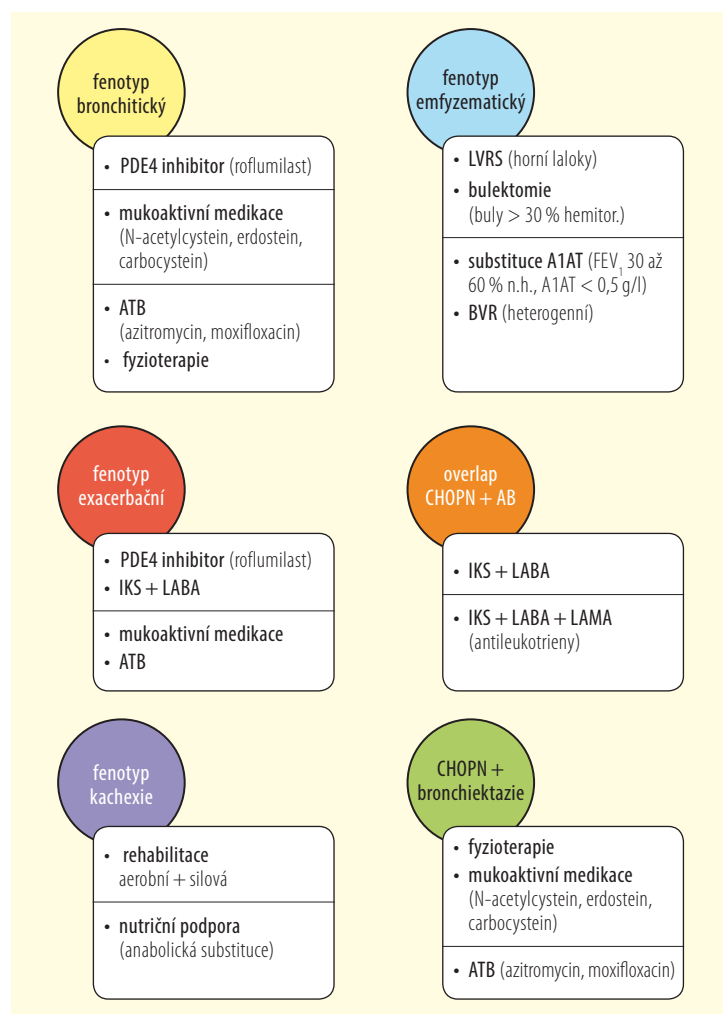 fenotyp
bronchitický
• PDE4 inhibitor (roflumilast)
• mukoaktivní medikace
(N-acetylcystein, erdostein,
carbocystein)
• ATB
(azitromycin, moxifloxacin)
• fyzioterapie
fenotyp
emfyzematický
• LVRS (horní laloky)
• bulektomie
(buly > 30 % hemitor.)
• substituce A1AT (FEV₁ 30 až
60 % n.h., A1AT < 0,5 g/l)
• BVR (heterogenní)
fenotyp
exacerbační
• PDE4 inhibitor (roflumilast)
• IKS + LABA
• mukoaktivní medikace
• ATB
overlap
CHOPN + AB
• IKS + LABA
• IKS + LABA + LAMA
(antileukotrieny)
fenotyp
kachexie
• rehabilitace
aerobní + silová
• nutriční podpora
(anabolická substituce)
CHOPN +
bronchiektazie
• fyzioterapie
• mukoaktivní medikace
(N-acetylcystein, erdostein,
carbocystein)
• ATB (azitromycin, moxifloxacin)